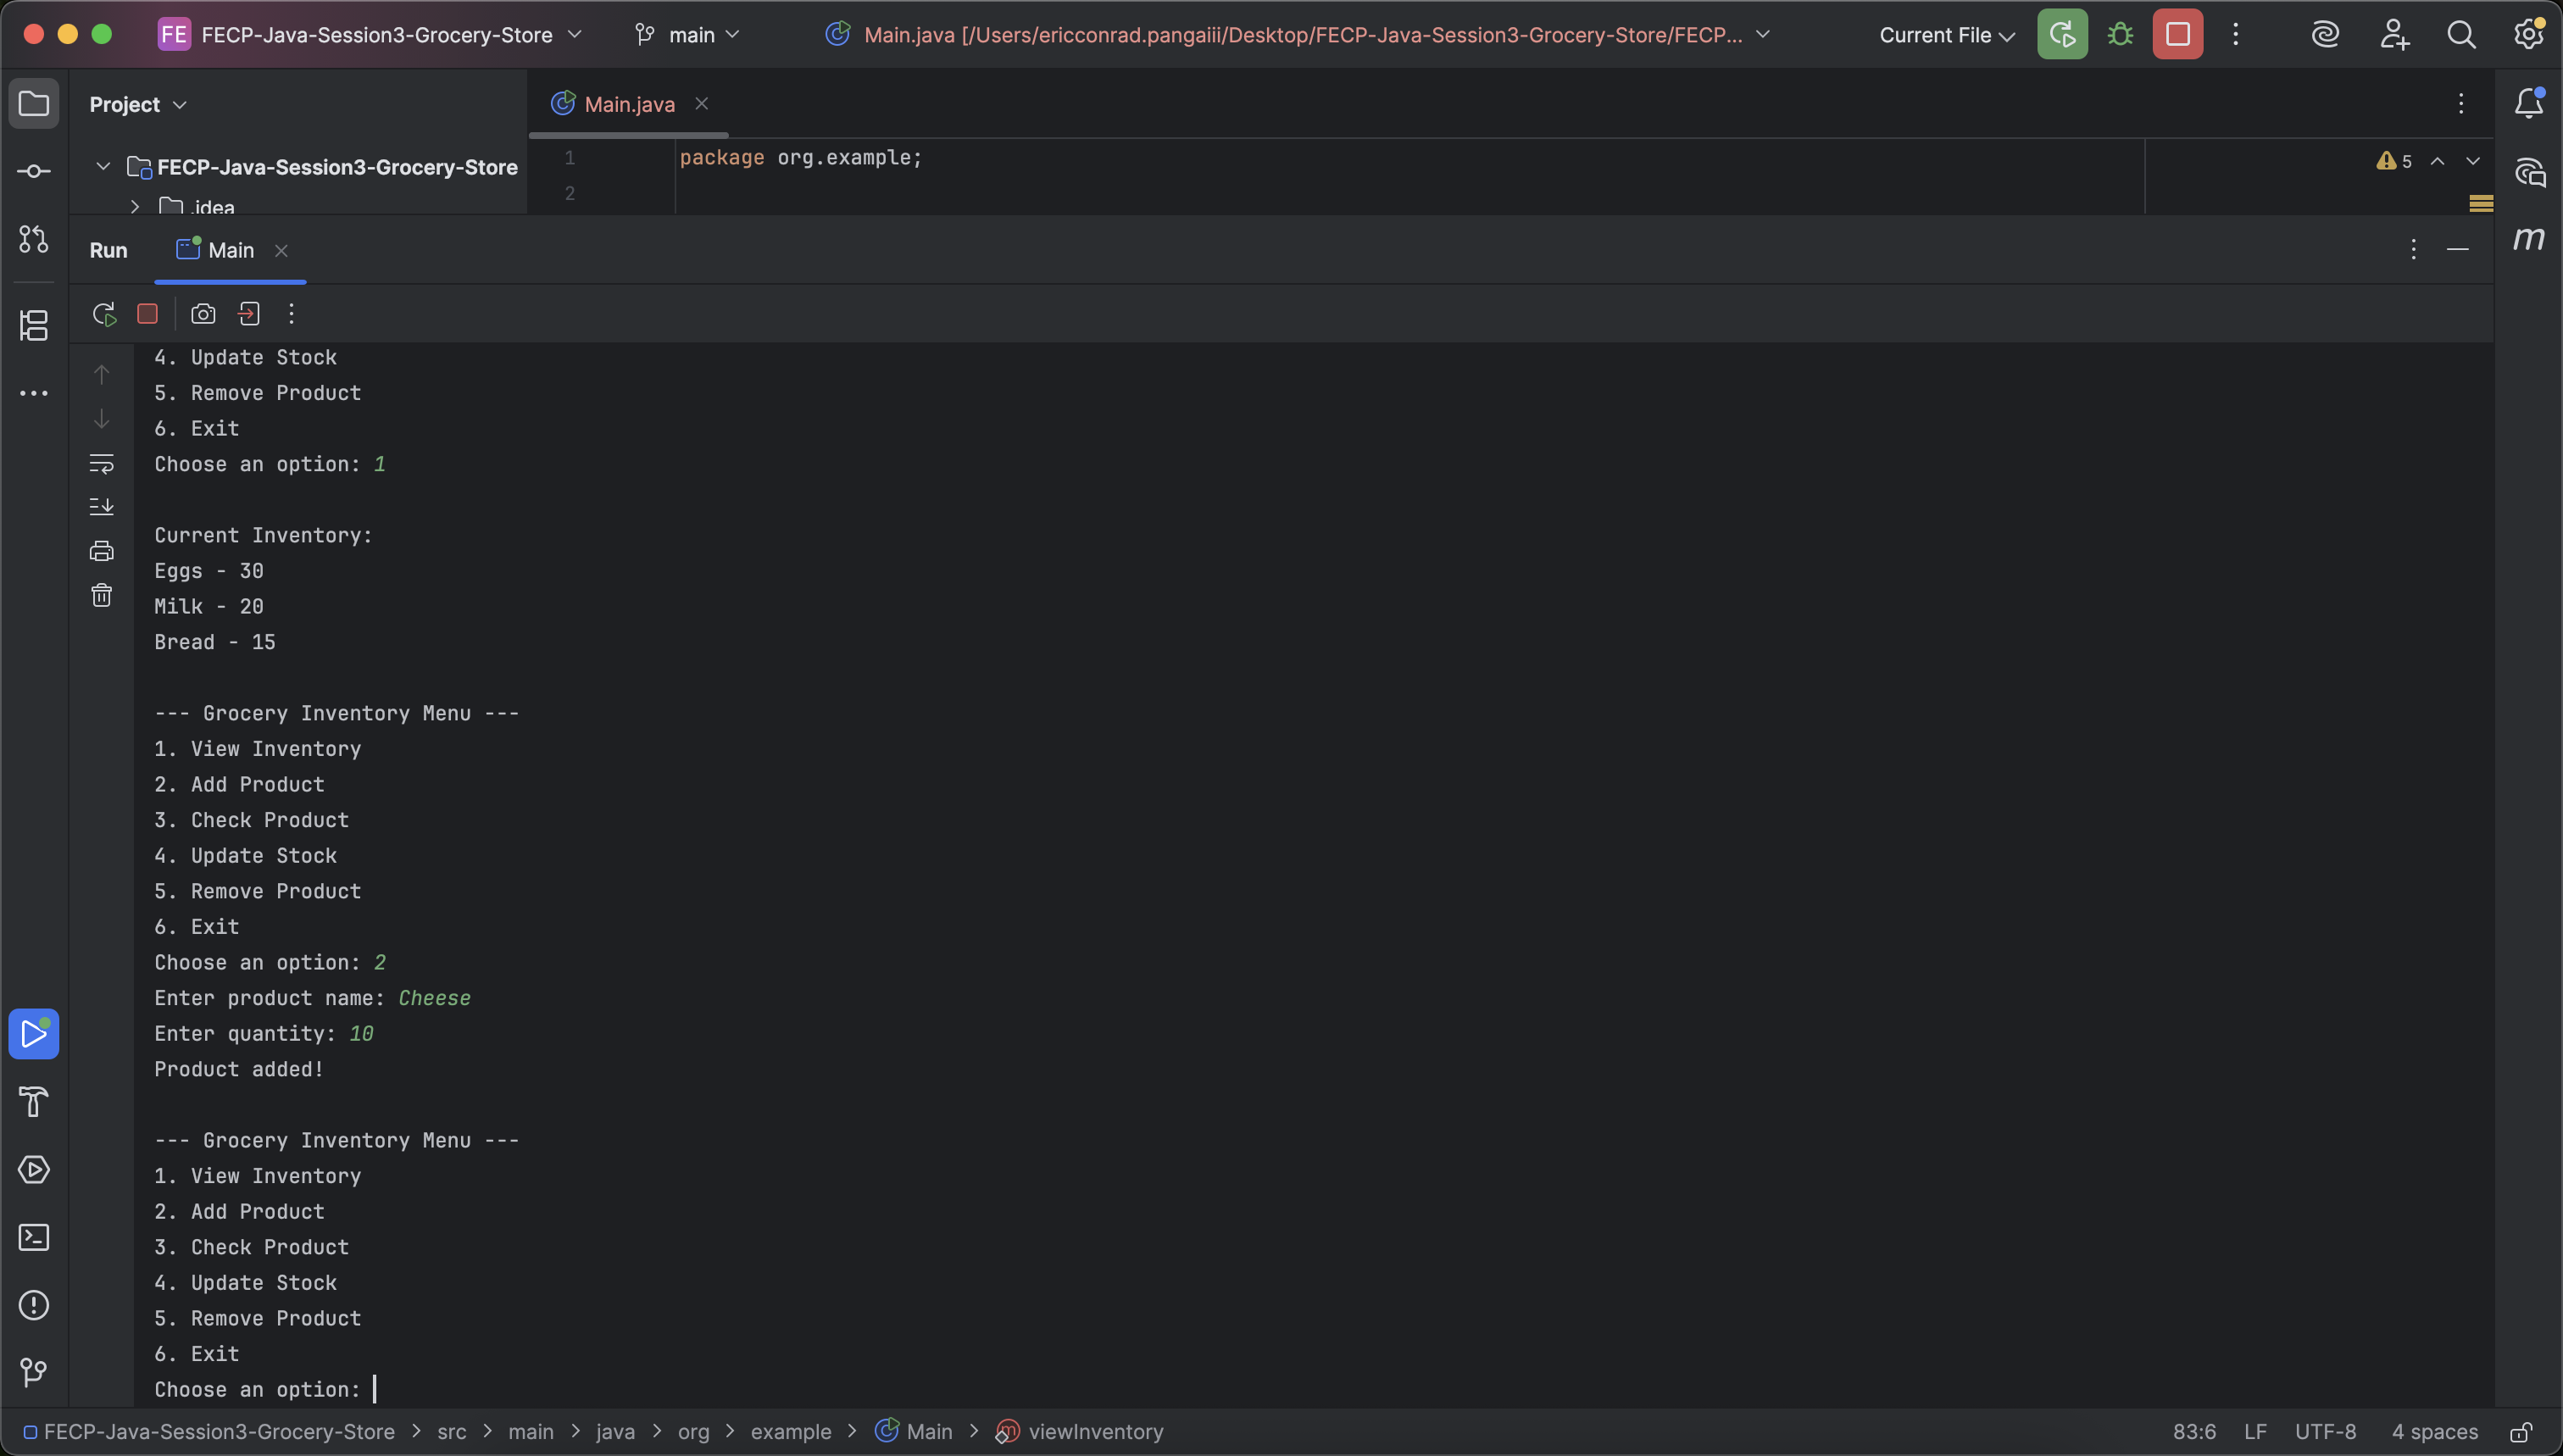 FE FECP-Java-Session3-Grocery-Store main Main.java [/Users/ericconrad.pangaiii/Desktop/FECP-Java-Session3-Grocery-Store/FECP... Current File
Project
Main.java
FECP-Java-Session3-Grocery-Store
.idea
1 package org.example;
2
5
m
Run Main
4. Update Stock
5. Remove Product
6. Exit
Choose an option: 1
Current Inventory:
Eggs - 30
Milk - 20
Bread - 15
--- Grocery Inventory Menu ---
1. View Inventory
2. Add Product
3. Check Product
4. Update Stock
5. Remove Product
6. Exit
Choose an option: 2
Enter product name: Cheese
Enter quantity: 10
Product added!
--- Grocery Inventory Menu ---
1. View Inventory
2. Add Product
3. Check Product
4. Update Stock
5. Remove Product
6. Exit
Choose an option:
FECP-Java-Session3-Grocery-Store > src > main > java > org > example > Main > m viewInventory 83:6 LF UTF-8 4 spaces